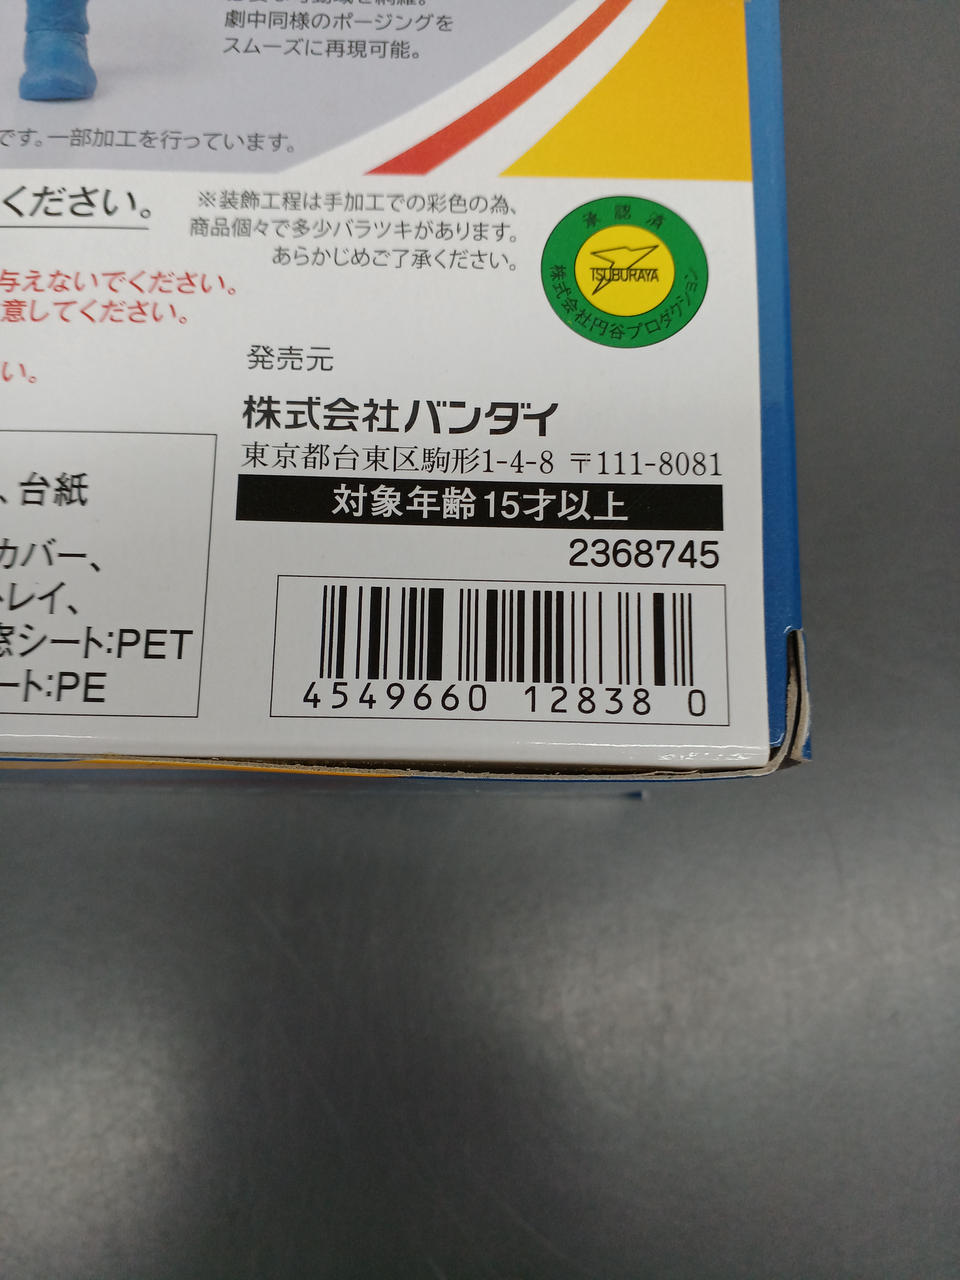 劇中同様のポージングを
スムーズに再現可能。
です。一部加工を行っています。
ください。
※装飾工程は手加工での彩色の為、
商品個々で多少バラツキがあります。
あらかじめご了承ください。
承認済
TSUBURAYA
株式会社円谷プロダクション
与えないでください。
意してください。
い。
発売元
株式会社バンダイ
東京都台東区駒形1-4-8 〒111-8081
対象年齢15才以上
2368745
、台紙
カバー、
トレイ、
窓シート:PET
ート:PE
4549660 12838 0